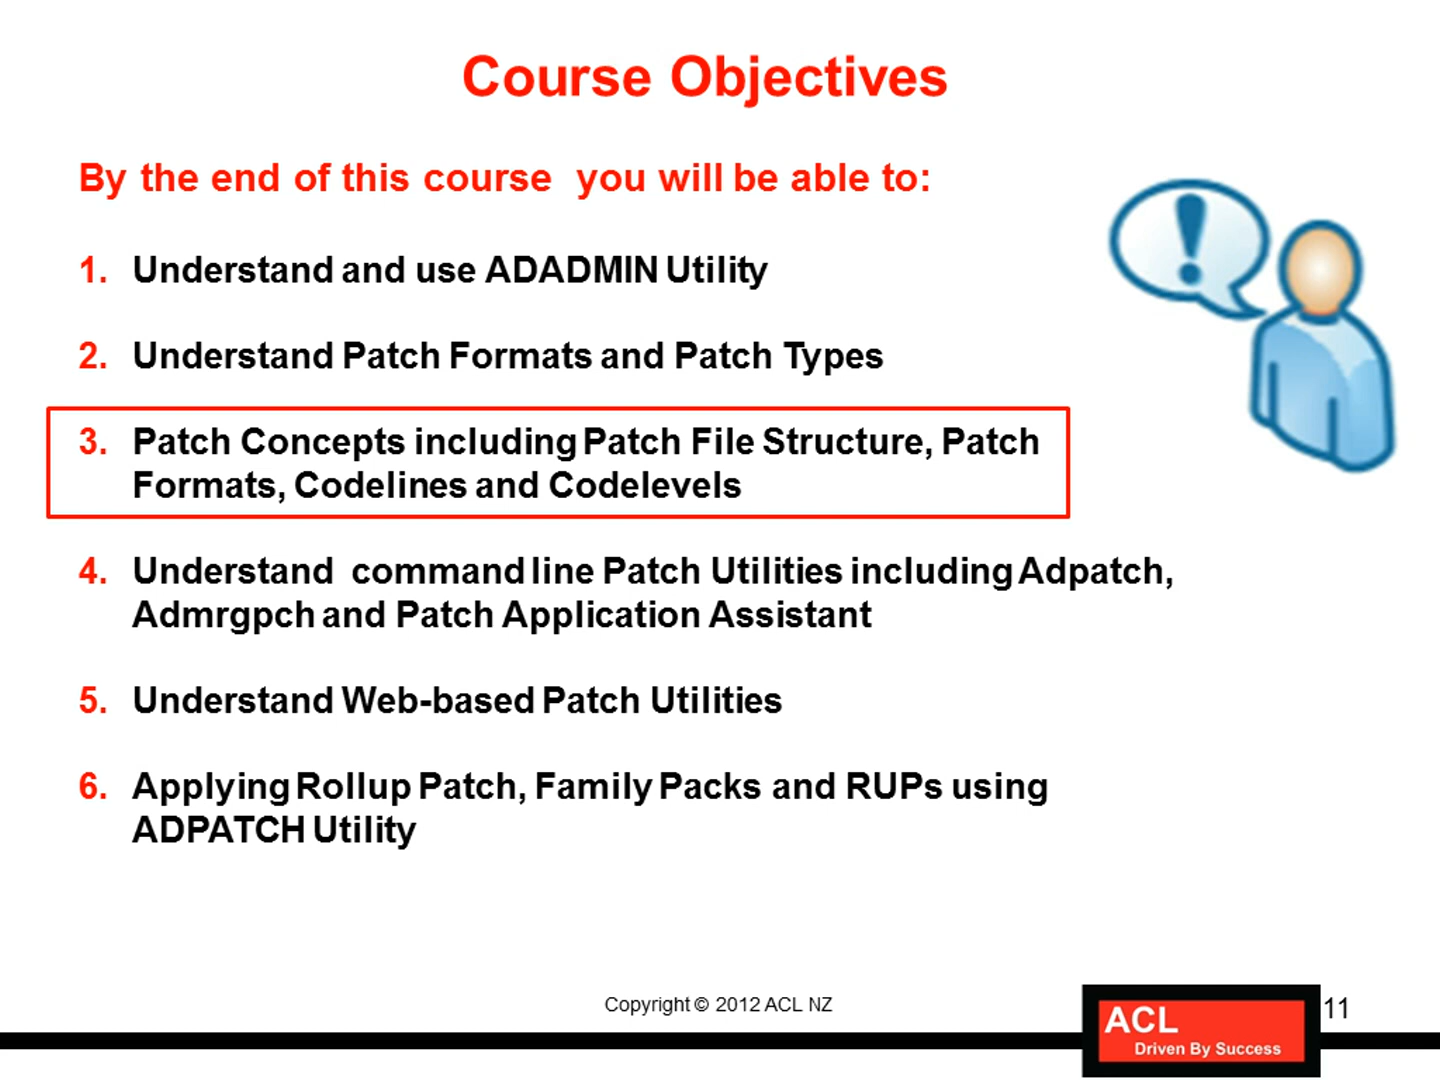 Course Objectives
By the end of this course you will be able to:
1. Understand and use ADADMIN Utility
2. Understand Patch Formats and Patch Types
3. Patch Concepts including Patch File Structure, Patch
Formats, Codelines and Codelevels
4. Understand command line Patch Utilities including Adpatch,
Admrgpch and Patch Application Assistant
5. Understand Web-based Patch Utilities
6. Applying Rollup Patch, Family Packs and RUPs using
ADPATCH Utility
Copyright © 2012 ACL NZ
ACL
Driven By Success
11